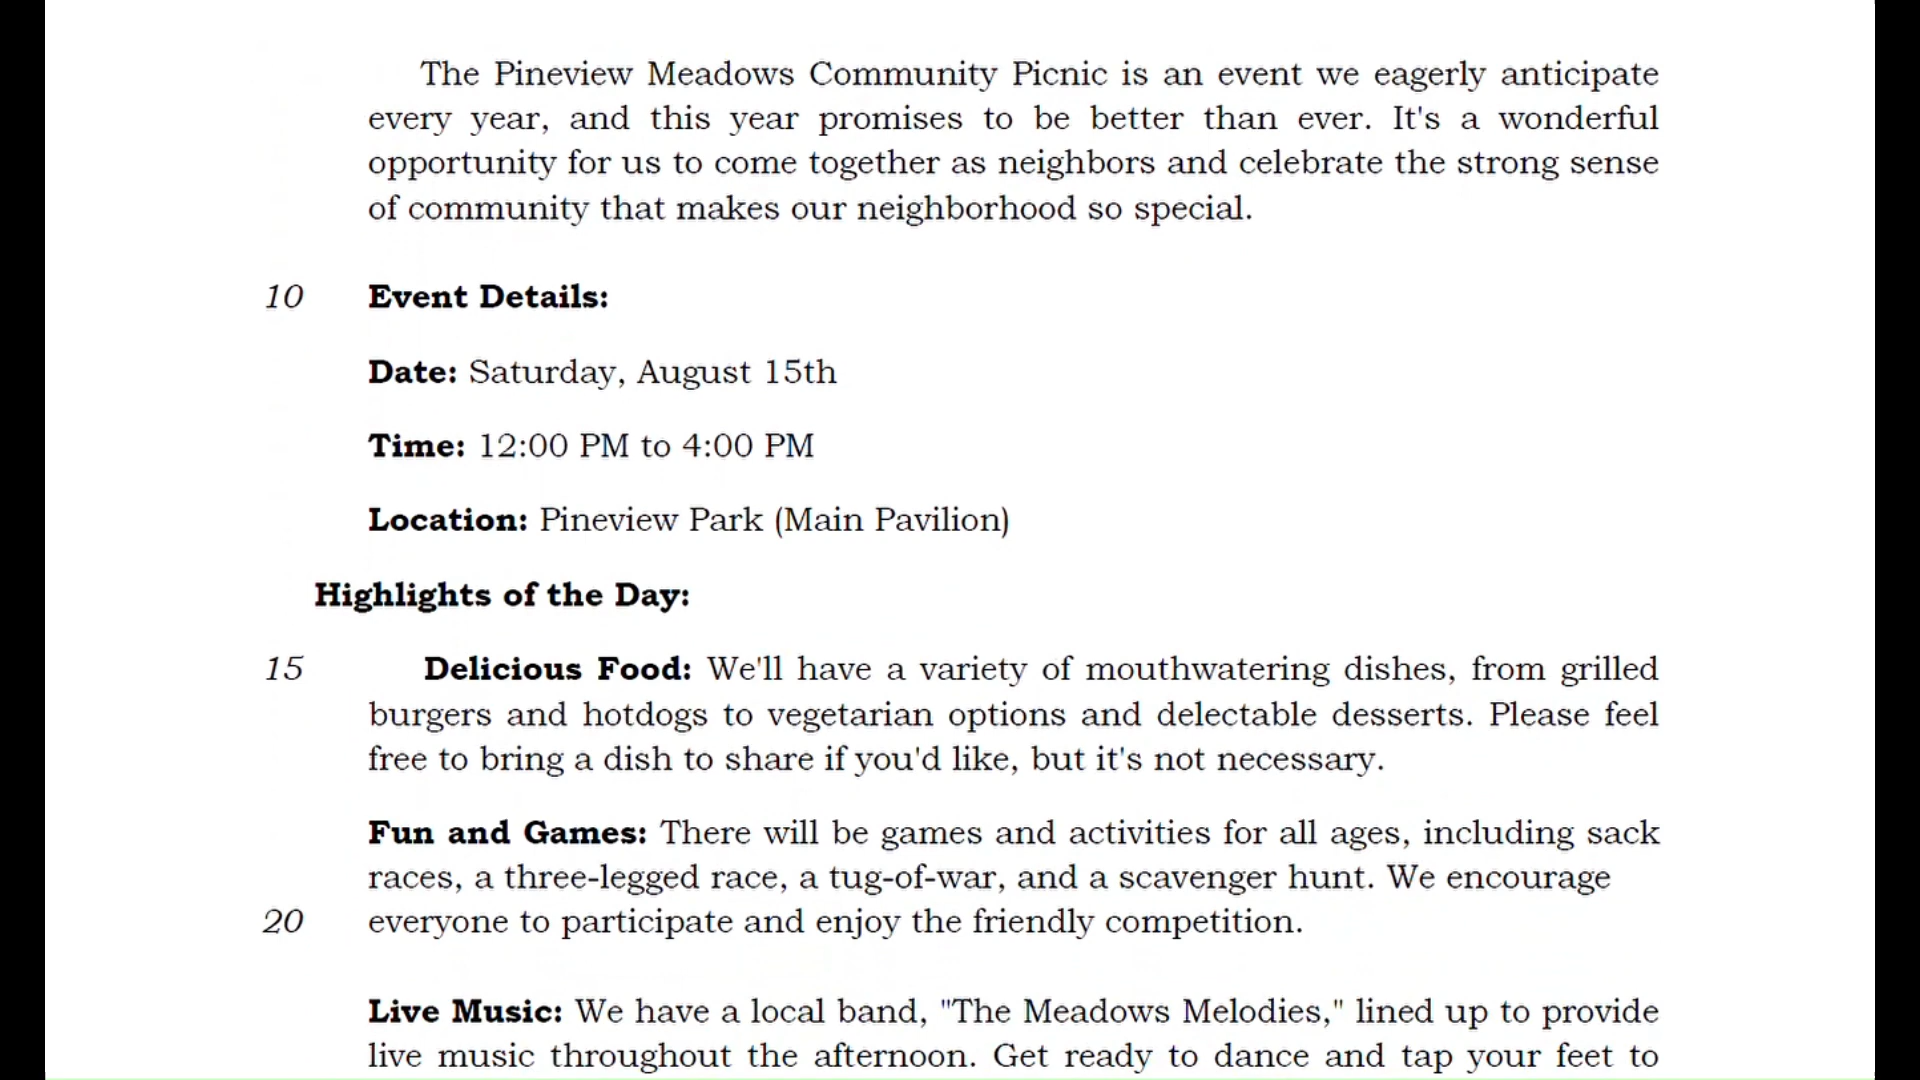 The Pineview Meadows Community Picnic is an event we eagerly anticipate
every year, and this year promises to be better than ever. It's a wonderful
opportunity for us to come together as neighbors and celebrate the strong sense
of community that makes our neighborhood so special.
10 Event Details:
Date: Saturday, August 15th
Time: 12:00 PM to 4:00 PM
Location: Pineview Park (Main Pavilion)
Highlights of the Day:
15 Delicious Food: We'll have a variety of mouthwatering dishes, from grilled
burgers and hotdogs to vegetarian options and delectable desserts. Please feel
free to bring a dish to share if you'd like, but it's not necessary.
Fun and Games: There will be games and activities for all ages, including sack
races, a three-legged race, a tug-of-war, and a scavenger hunt. We encourage
20 everyone to participate and enjoy the friendly competition.
Live Music: We have a local band, "The Meadows Melodies," lined up to provide
live music throughout the afternoon. Get ready to dance and tap your feet to